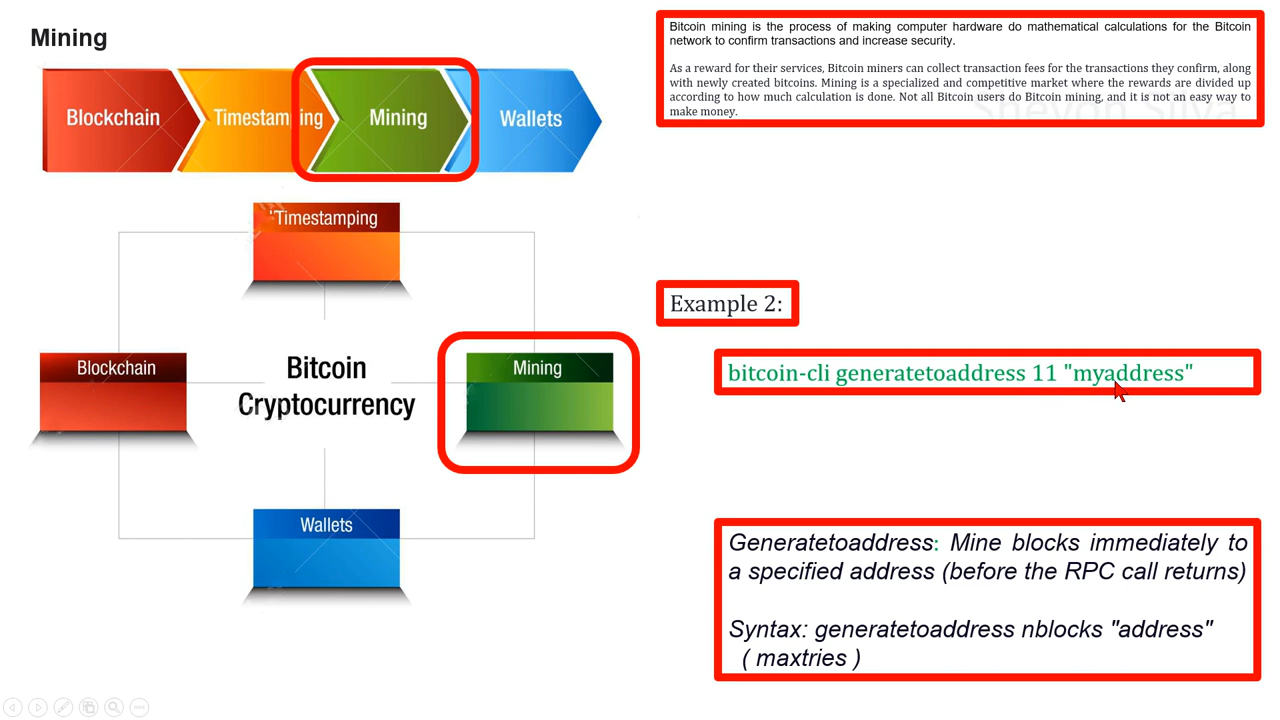 Mining
Blockchain
Timestamping
Mining
Wallets
Timestamping
Blockchain
Bitcoin
Cryptocurrency
Mining
Wallets
Bitcoin mining is the process of making computer hardware do mathematical calculations for the Bitcoin
network to confirm transactions and increase security.
As a reward for their services, Bitcoin miners can collect transaction fees for the transactions they confirm, along
with newly created bitcoins. Mining is a specialized and competitive market where the rewards are divided up
according to how much calculation is done. Not all Bitcoin users do Bitcoin mining, and it is not an easy way to
make money.
Shevon Silva
Example 2:
bitcoin-cli generatetoaddress 11 "myaddress"
Generatetoaddress: Mine blocks immediately to
a specified address (before the RPC call returns)
Syntax: generatetoaddress nblocks "address"
( maxtries )